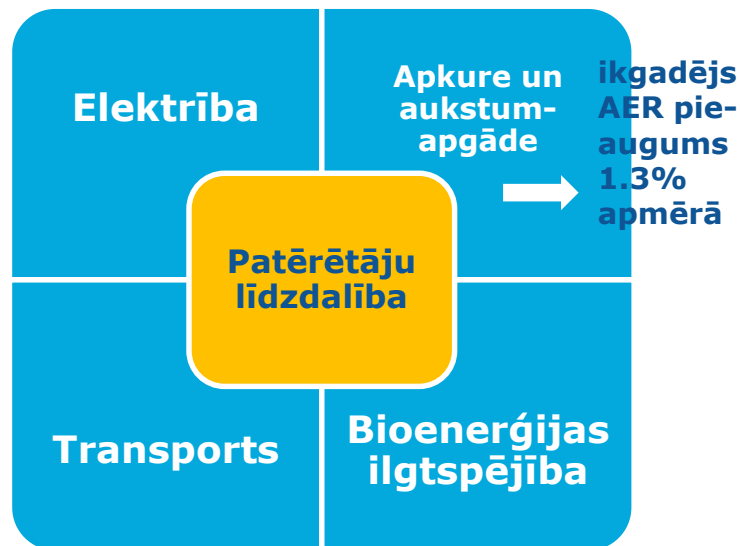 Elektrība
Apkure un
aukstum-
apgāde
ikgadējs
AER pie-
augums
1.3%
apmērā
Patērētāju
līdzdalība
Transports
Bioenerģijas
ilgtspējība